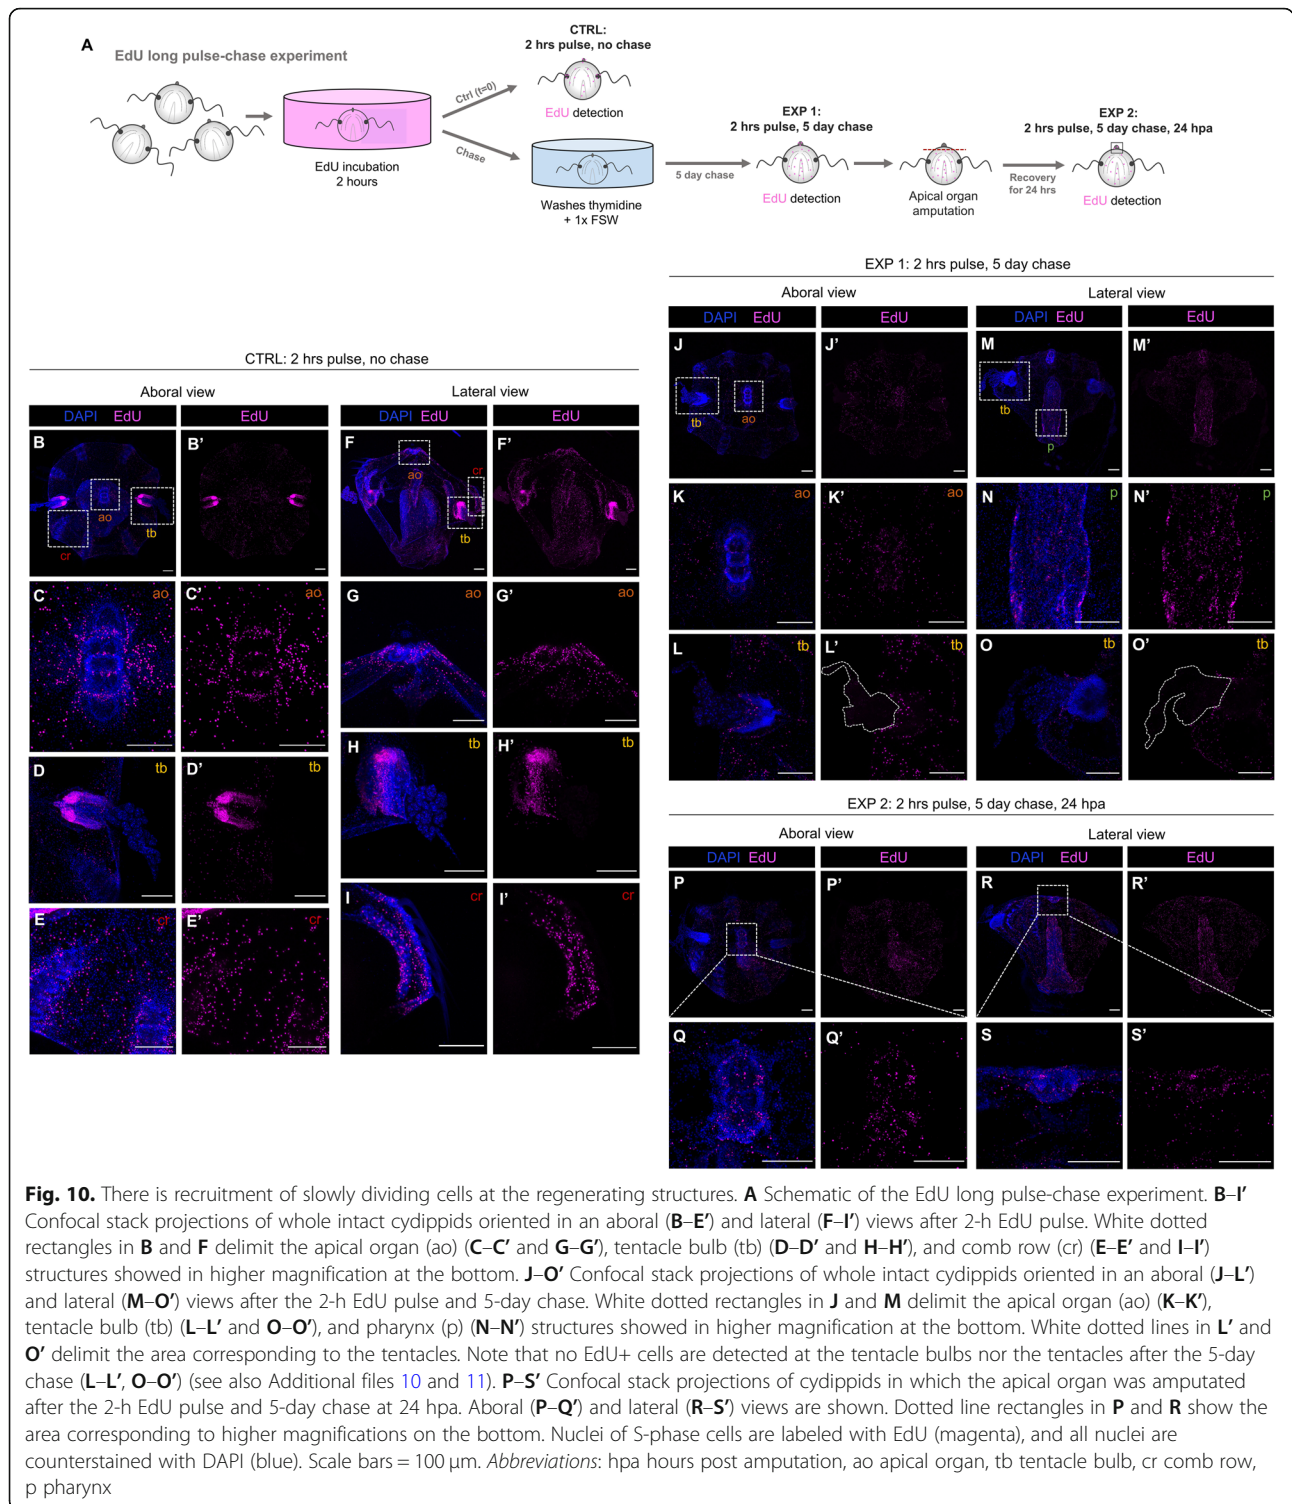 A
EdU long pulse-chase experiment
EdU incubation
2 hours
Ctrl (t=0)
Chase
CTRL:
2 hrs pulse, no chase
EdU detection
Washes thymidine
+ 1x FSW
5 day chase
EXP 1:
2 hrs pulse, 5 day chase
EdU detection
Apical organ
amputation
Recovery
for 24 hrs
EXP 2:
2 hrs pulse, 5 day chase, 24 hpa
EdU detection
CTRL: 2 hrs pulse, no chase
Aboral view
Lateral view
DAPI EdU
EdU
DAPI EdU
EdU
B
ao
tb
cr
B'
F
ao
cr
tb
F'
C
ao
C'
ao
G
ao
G'
ao
D
tb
D'
tb
H
tb
H'
tb
E
cr
E'
cr
I
cr
I'
cr
EXP 1: 2 hrs pulse, 5 day chase
Aboral view
Lateral view
DAPI EdU
EdU
DAPI EdU
EdU
J
tb
ao
J'
M
tb
p
M'
K
ao
K'
ao
N
p
N'
p
L
tb
L'
tb
O
tb
O'
tb
EXP 2: 2 hrs pulse, 5 day chase, 24 hpa
Aboral view
Lateral view
DAPI EdU
EdU
DAPI EdU
EdU
P
P'
R
R'
Q
Q'
S
S'
Fig. 10. There is recruitment of slowly dividing cells at the regenerating structures. A Schematic of the EdU long pulse-chase experiment. B–I'
Confocal stack projections of whole intact cydippids oriented in an aboral (B–E') and lateral (F–I') views after 2-h EdU pulse. White dotted
rectangles in B and F delimit the apical organ (ao) (C–C' and G–G'), tentacle bulb (tb) (D–D' and H–H'), and comb row (cr) (E–E' and I–I')
structures showed in higher magnification at the bottom. J–O' Confocal stack projections of whole intact cydippids oriented in an aboral (J–L')
and lateral (M–O') views after the 2-h EdU pulse and 5-day chase. White dotted rectangles in J and M delimit the apical organ (ao) (K–K'),
tentacle bulb (tb) (L–L' and O–O'), and pharynx (p) (N–N') structures showed in higher magnification at the bottom. White dotted lines in L' and
O' delimit the area corresponding to the tentacles. Note that no EdU+ cells are detected at the tentacle bulbs nor the tentacles after the 5-day
chase (L–L', O–O') (see also Additional files 10 and 11). P–S' Confocal stack projections of cydippids in which the apical organ was amputated
after the 2-h EdU pulse and 5-day chase at 24 hpa. Aboral (P–Q') and lateral (R–S') views are shown. Dotted line rectangles in P and R show the
area corresponding to higher magnifications on the bottom. Nuclei of S-phase cells are labeled with EdU (magenta), and all nuclei are
counterstained with DAPI (blue). Scale bars = 100 μm. Abbreviations: hpa hours post amputation, ao apical organ, tb tentacle bulb, cr comb row,
p pharynx